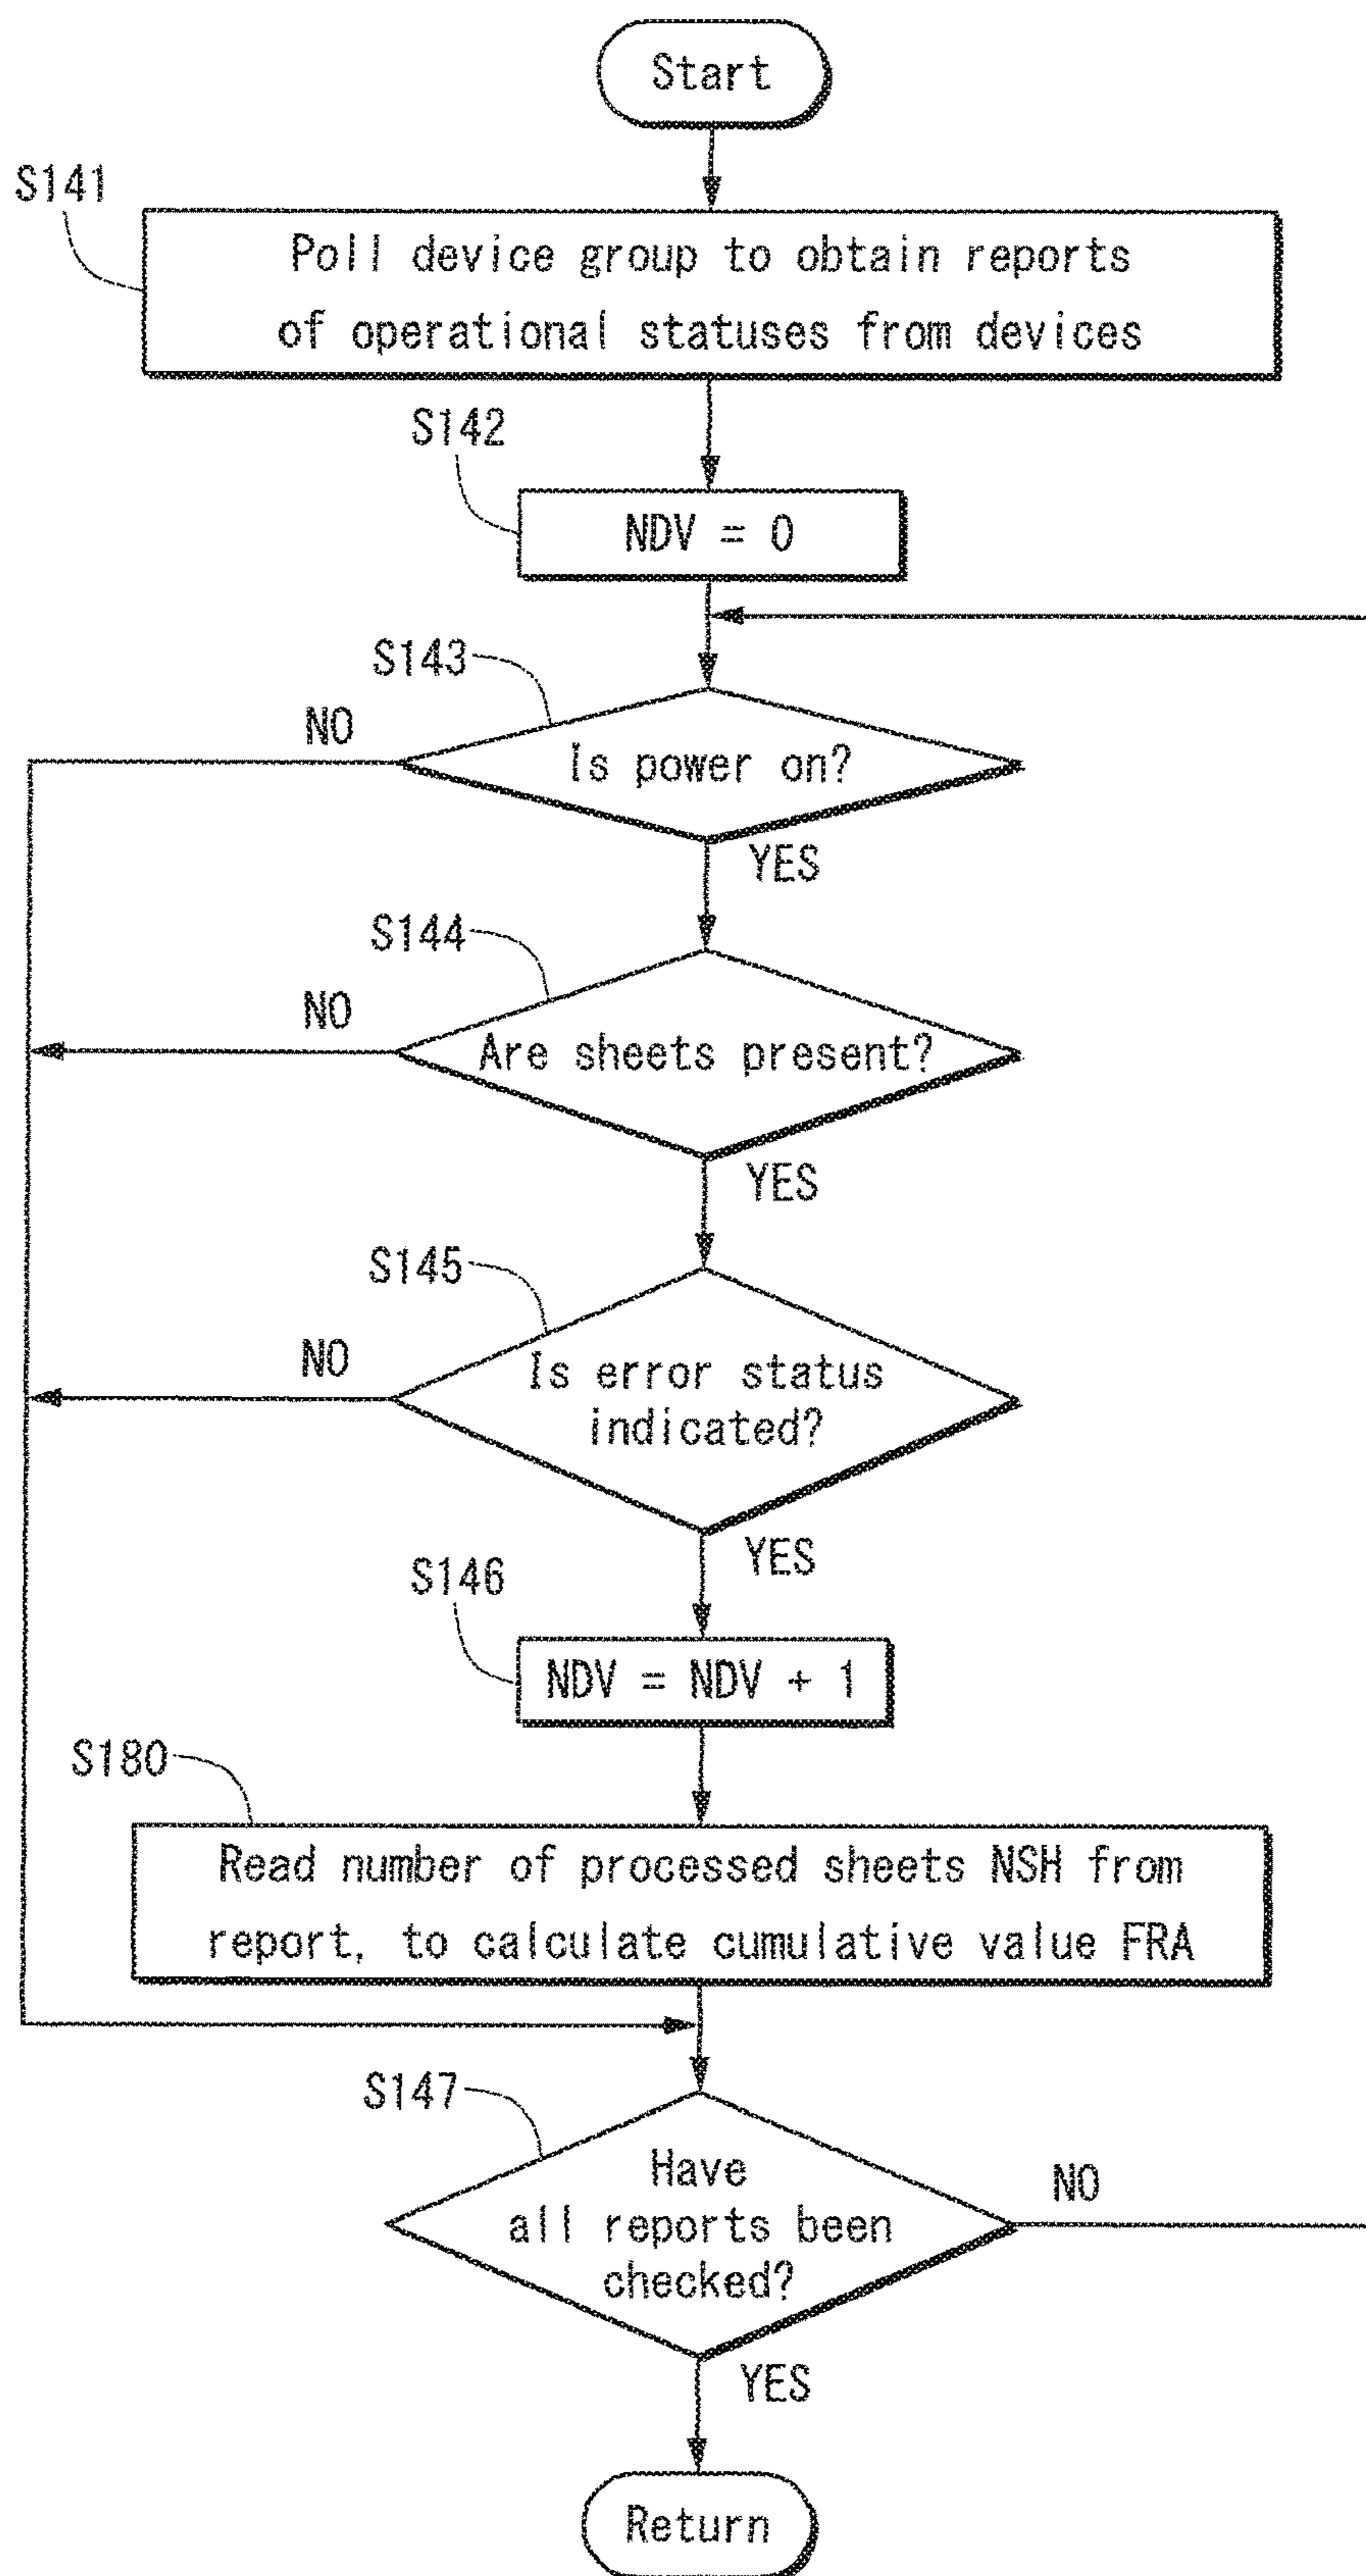 Start
S141
Poll device group to obtain reports
of operational statuses from devices
S142
NDV = 0
S143
NO
Is power on?
YES
S144
NO
Are sheets present?
YES
S145
NO
Is error status
indicated?
YES
S146
NDV = NDV + 1
S180
Read number of processed sheets NSH from
report, to calculate cumulative value FRA
S147
Have
all reports been
checked?
NO
YES
Return